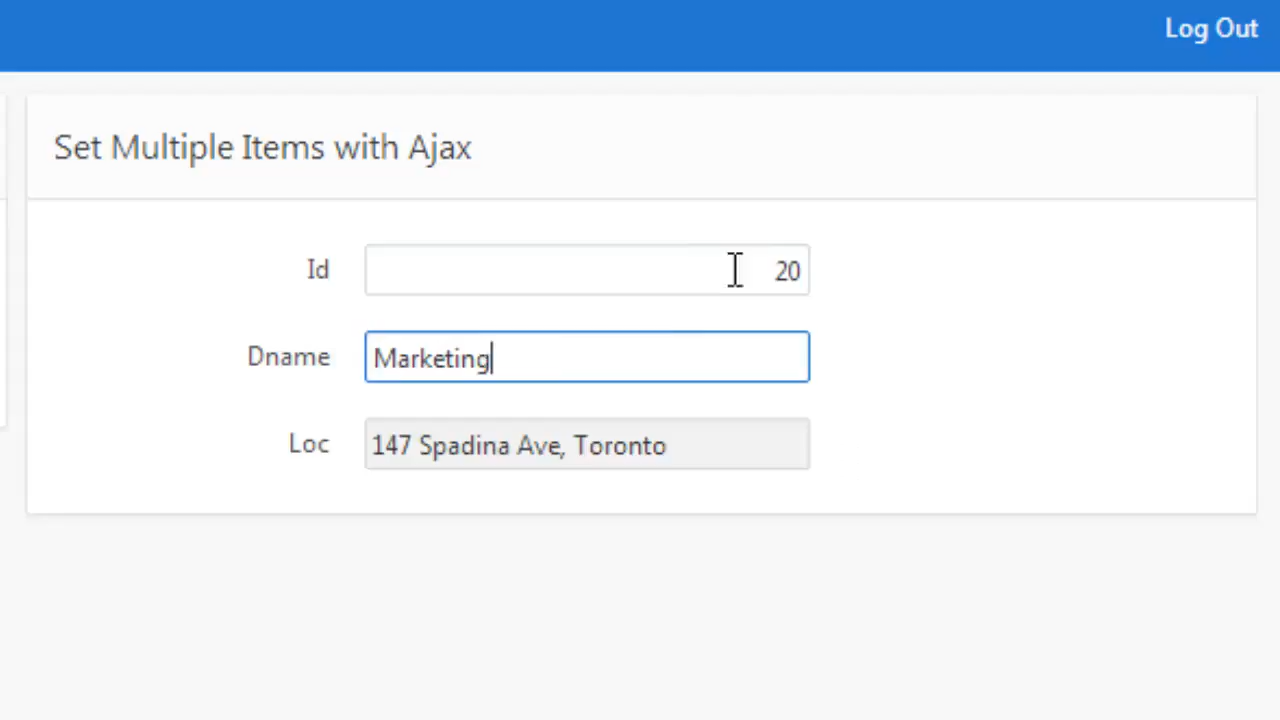 Log Out
Set Multiple Items with Ajax
Id 20
Dname Marketing
Loc 147 Spadina Ave, Toronto